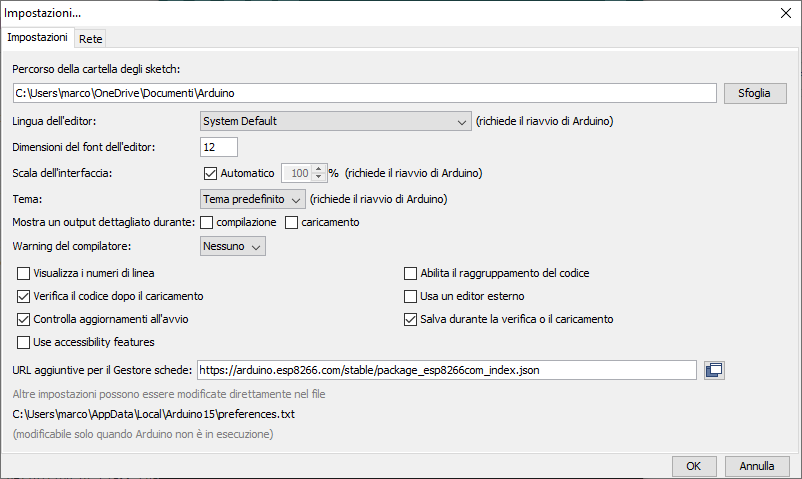 Impostazioni...
Impostazioni Rete
Percorso della cartella degli sketch:
C:\Users\marco\OneDrive\Documenti\Arduino Sfoglia
Lingua dell'editor: System Default (richiede il riavvio di Arduino)
Dimensioni del font dell'editor: 12
Scala dell'interfaccia: Automatico 100 % (richiede il riavvio di Arduino)
Tema: Tema predefinito (richiede il riavvio di Arduino)
Mostra un output dettagliato durante: compilazione caricamento
Warning del compilatore: Nessuno
Visualizza i numeri di linea Abilita il raggruppamento del codice
Verifica il codice dopo il caricamento Usa un editor esterno
Controlla aggiornamenti all'avvio Salva durante la verifica o il caricamento
Use accessibility features
URL aggiuntive per il Gestore schede: https://arduino.esp8266.com/stable/package_esp8266com_index.json
Altre impostazioni possono essere modificate direttamente nel file
C:\Users\marco\AppData\Local\Arduino15\preferences.txt
(modificabile solo quando Arduino non è in esecuzione)
OK Annulla